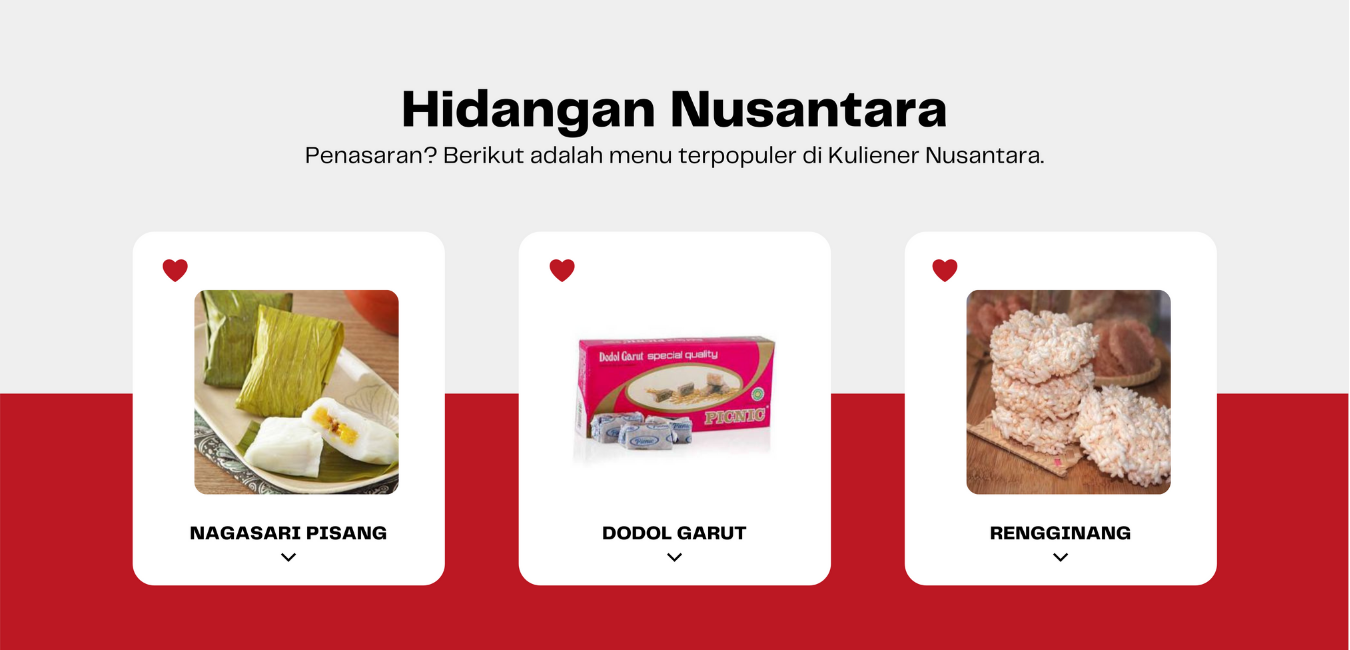 Hidangan Nusantara
Penasaran? Berikut adalah menu terpopuler di Kuliener Nusantara.
Dodol Garut special quality
PICNIC
NAGASARI PISANG
DODOL GARUT
RENGGINANG